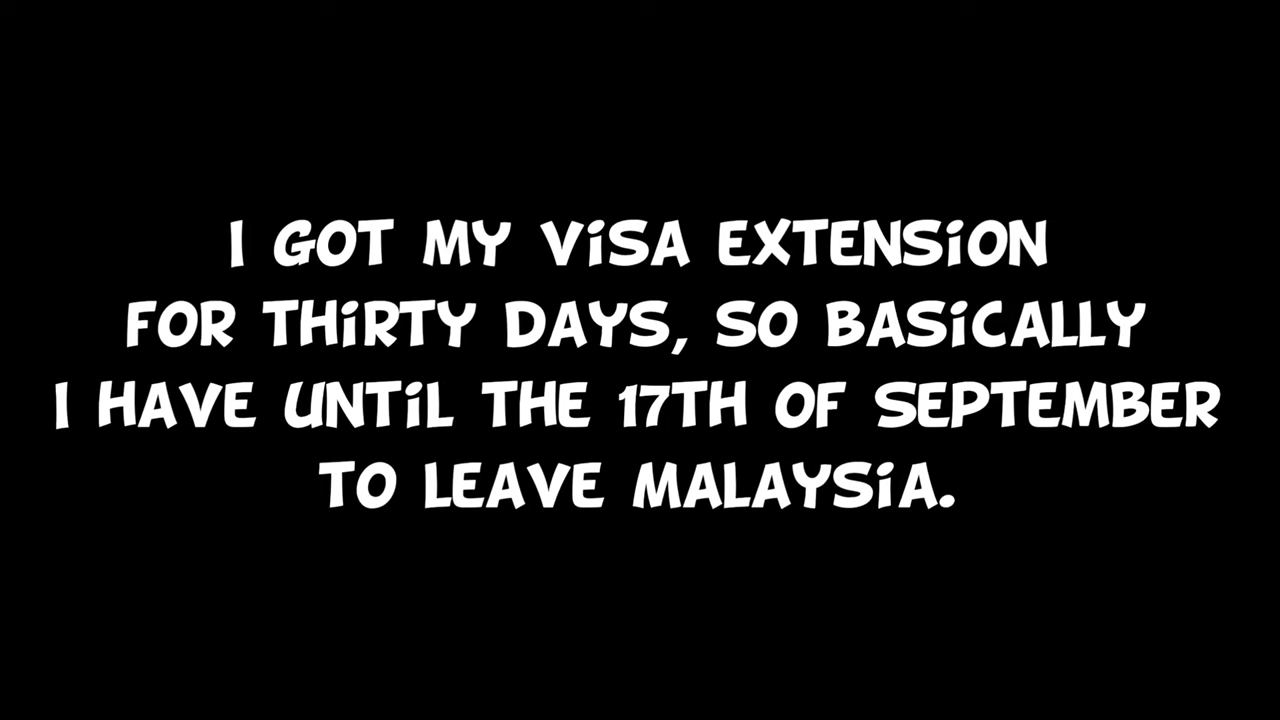 I GOT MY VISA EXTENSION
FOR THIRTY DAYS, SO BASICALLY
I HAVE UNTIL THE 17TH OF SEPTEMBER
TO LEAVE MALAYSIA.